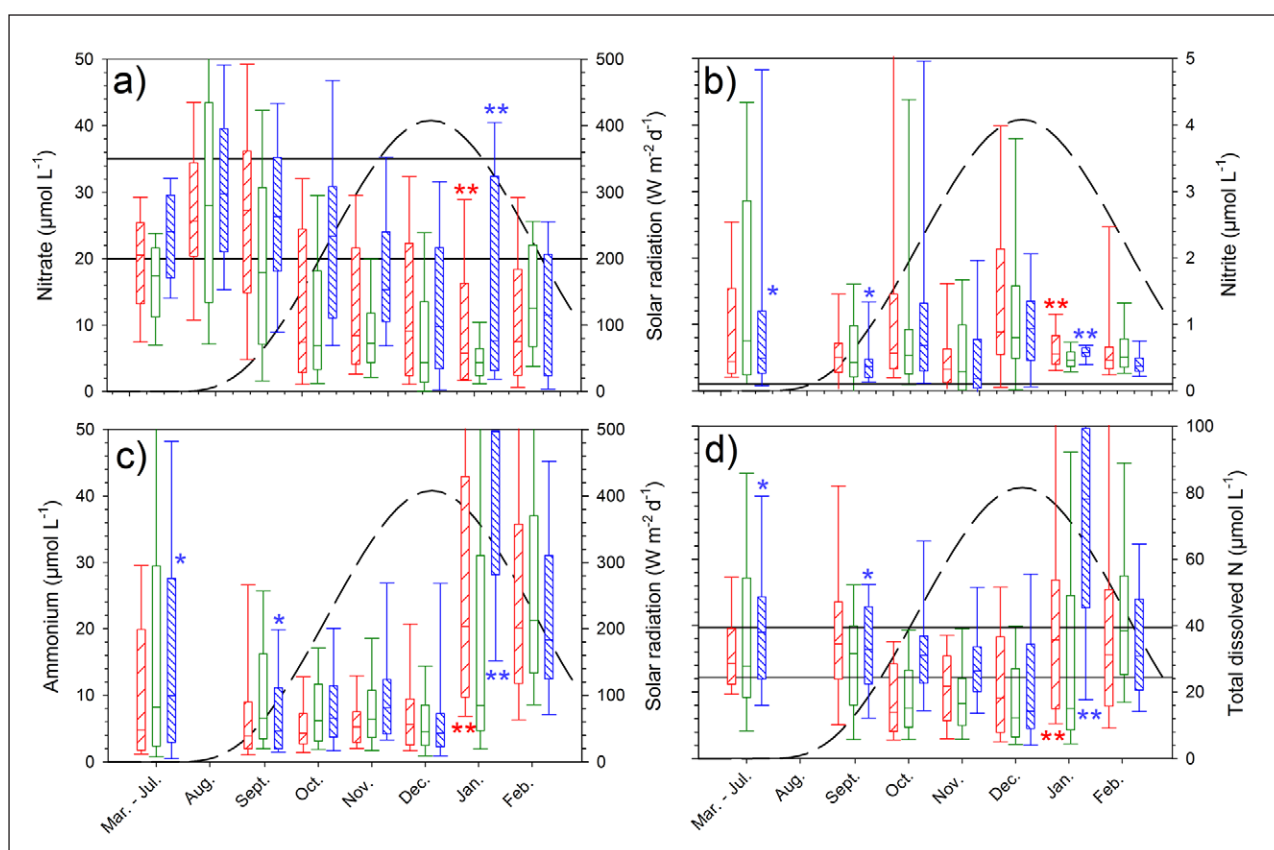 a)
50
40
30
20
10
0
Nitrate (µmol L⁻¹)
**
**
500
400
300
200
100
0
Solar radiation (W m⁻² d⁻¹)
b)
*
*
**
**
5
4
3
2
1
0
Nitrite (µmol L⁻¹)
c)
50
40
30
20
10
0
Ammonium (µmol L⁻¹)
*
*
**
**
500
400
300
200
100
0
Solar radiation (W m⁻² d⁻¹)
Mar. - Jul.
Aug.
Sept.
Oct.
Nov.
Dec.
Jan.
Feb.
d)
*
*
**
**
100
80
60
40
20
0
Total dissolved N (µmol L⁻¹)
Mar. - Jul.
Aug.
Sept.
Oct.
Nov.
Dec.
Jan.
Feb.